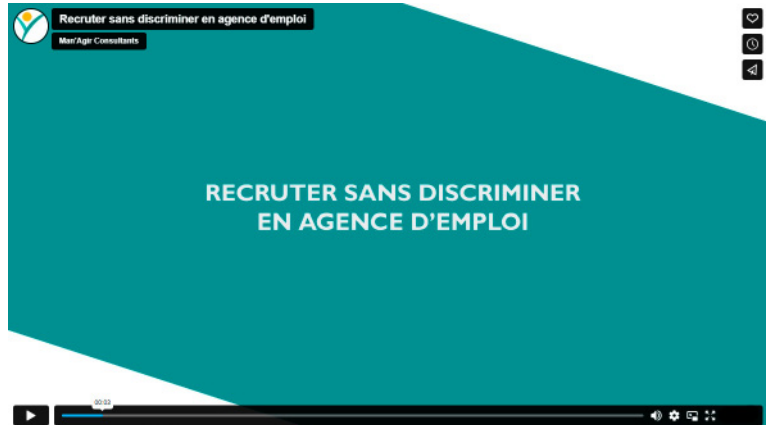 Recruter sans discriminer en agence d'emploi
Man'Agir Consultants
RECRUTER SANS DISCRIMINER
EN AGENCE D'EMPLOI
00:03